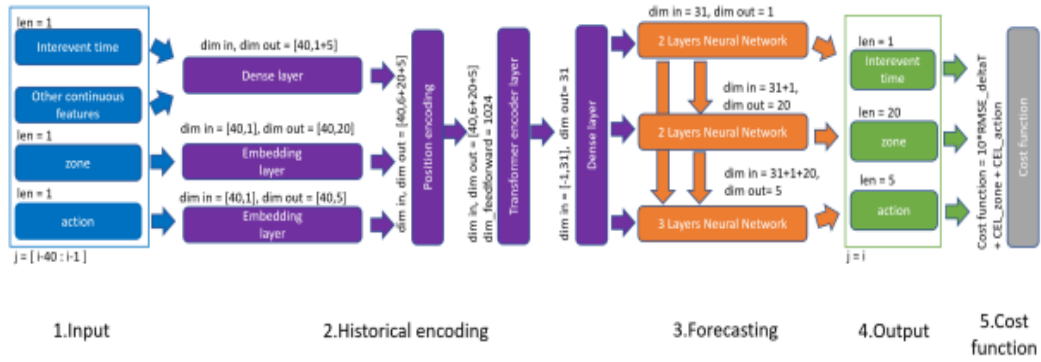 len = 1
Interevent time
Other continuous
features
len = 1
zone
len = 1
action
j = [ i-40 : i-1 ]
dim in, dim out = [40,1+5]
Dense layer
dim in = [40,1], dim out = [40,20]
Embedding
layer
dim in = [40,1], dim out = [40,5]
Embedding
layer
dim in, dim out = [40,6+20+5]
Position encoding
dim in, dim out = [40,6+20+5]
dim_feedforward = 1024
Transformer encoder layer
dim in = [-1,31], dim out= 31
Dense layer
dim in = 31, dim out = 1
2 Layers Neural Network
dim in = 31+1,
dim out = 20
2 Layers Neural Network
dim in = 31+1+20,
dim out= 5
3 Layers Neural Network
len = 1
Interevent
time
len = 20
zone
len = 5
action
j = i
Cost function = 10*RMSE_deltaT
+ CEL_zone + CEL_action
Cost function
1.Input
2.Historical encoding
3.Forecasting
4.Output
5.Cost
function